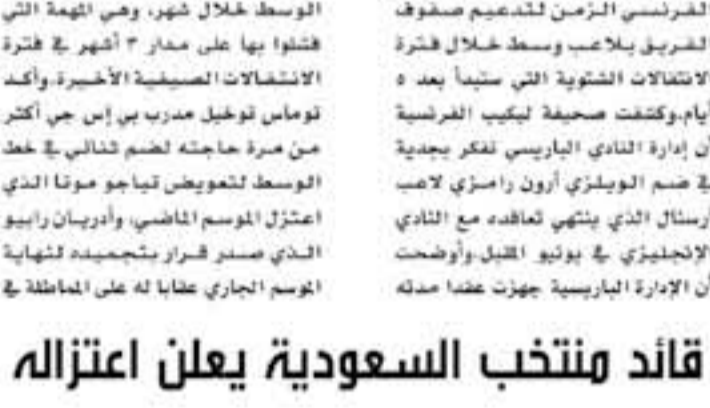 الفرنسي الزمن لتدعيم صفوف
الفريق بلاعب وسط خلال فترة
الانتقالات الشتوية التي ستبدأ بعد ٥
أيام.وكشفت صحيفة ليكيب الفرنسية
أن إدارة النادي الباريسي تفكر بجدية
في ضم الويلزي آرون رامزي لاعب
أرسنال الذي ينتهي تعاقده مع النادي
الإنجليزي في يونيو المقبل.وأوضحت
أن الإدارة الباريسية جهزت عقدا مدته
الوسط خلال شهر، وهي المهمة التي
فشلوا بها على مدار ٣ أشهر في فترة
الانتقالات الصيفية الأخيرة.وأكد
توماس توخيل مدرب بي إس جي أكثر
من مرة حاجته لضم ثنائي في خط
الوسط لتعويض تياجو موتا الذي
اعتزل الموسم الماضي، وأدريان رابيو
الذي صدر قرار بتجميده لنهاية
الموسم الجاري عقابا له على المماطلة في
قائد منتخب السعودية يعلن اعتزاله